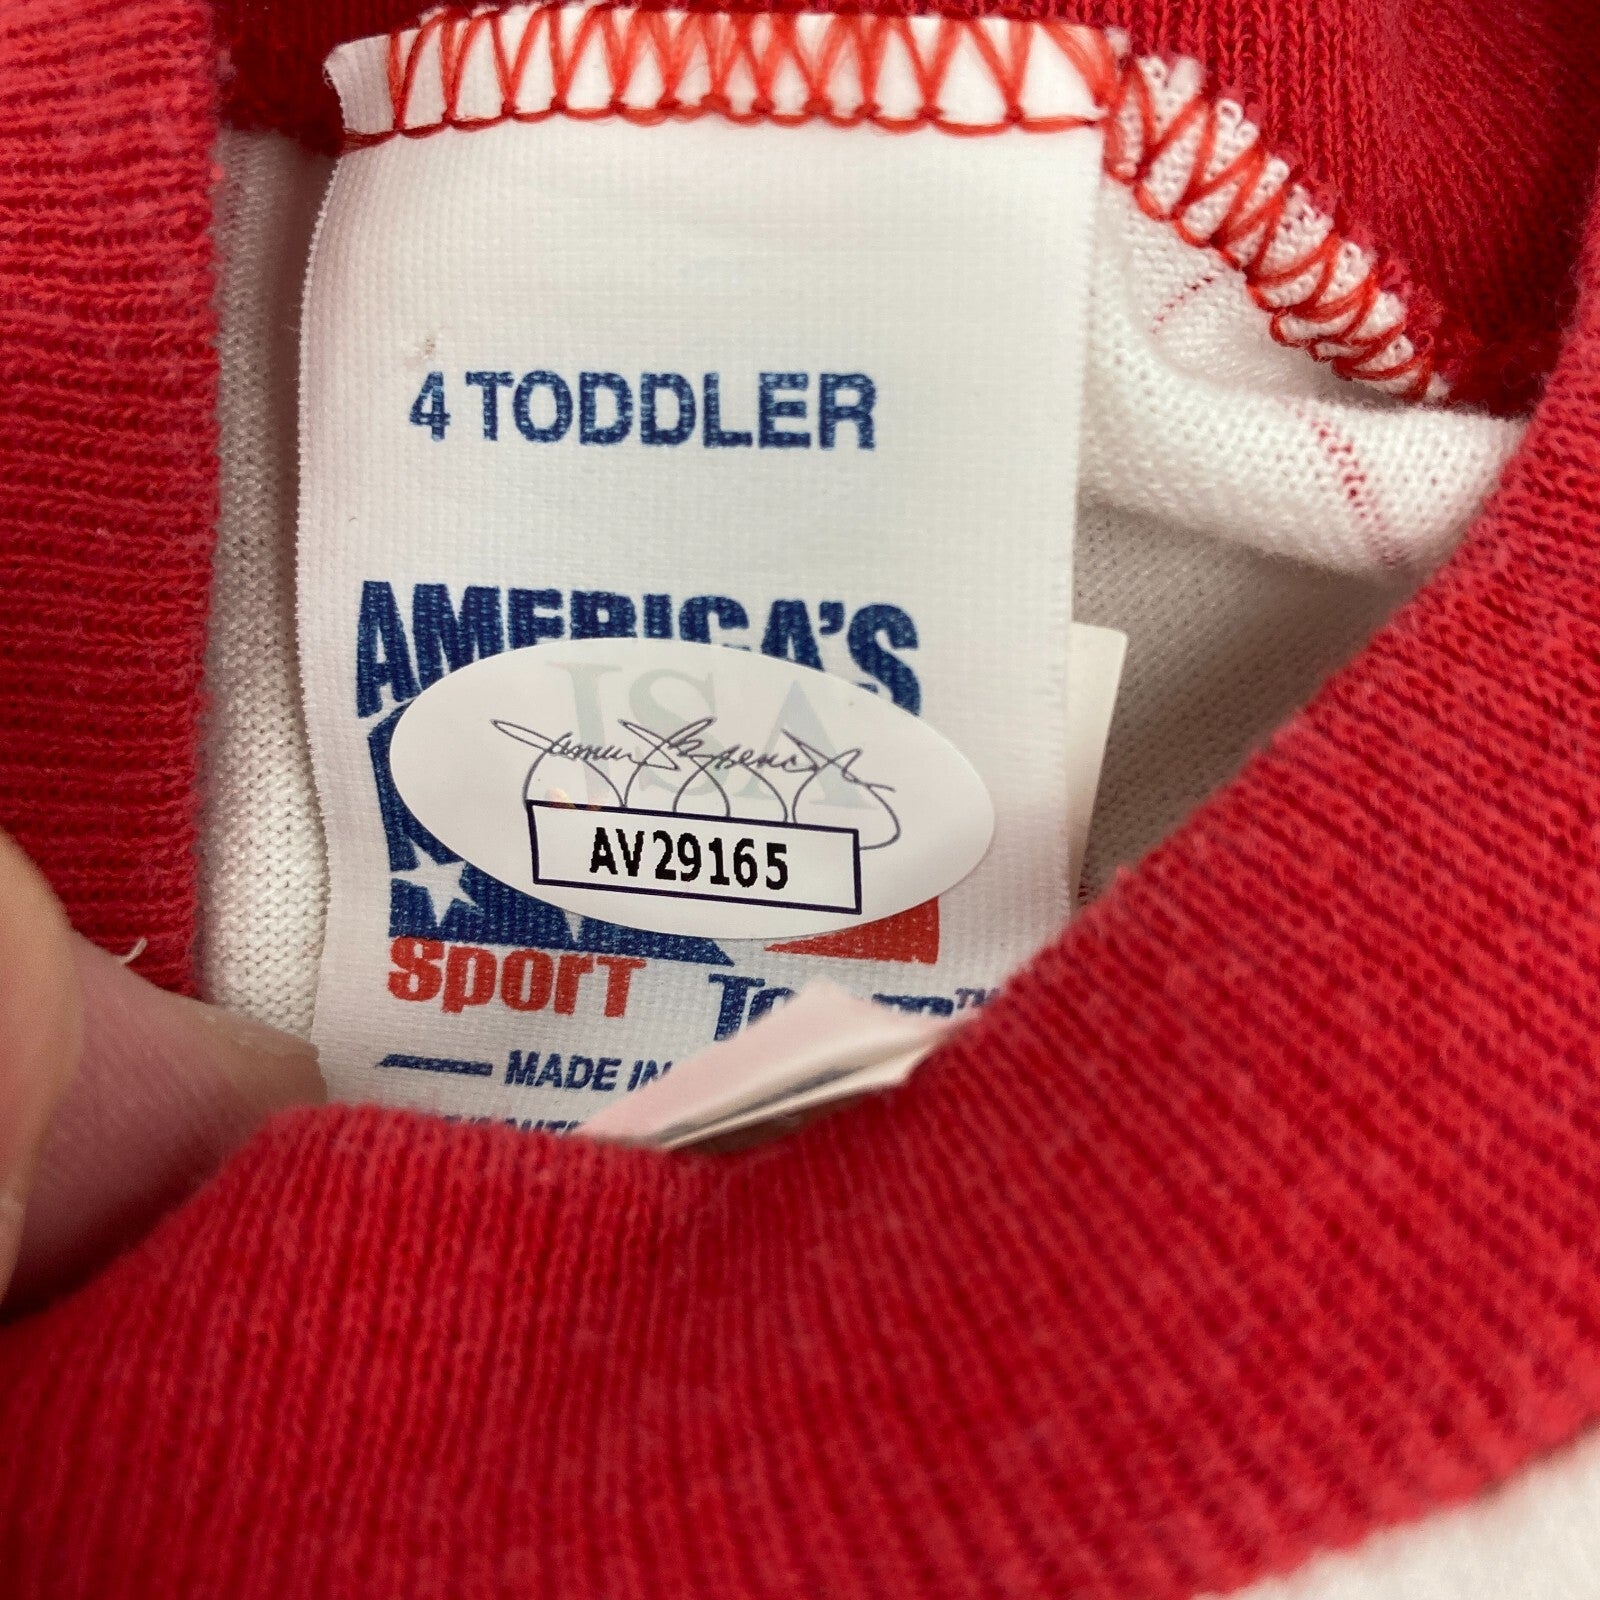 4 TODDLER
AMERICA'S
JSA
AV29165
sport
MADE IN